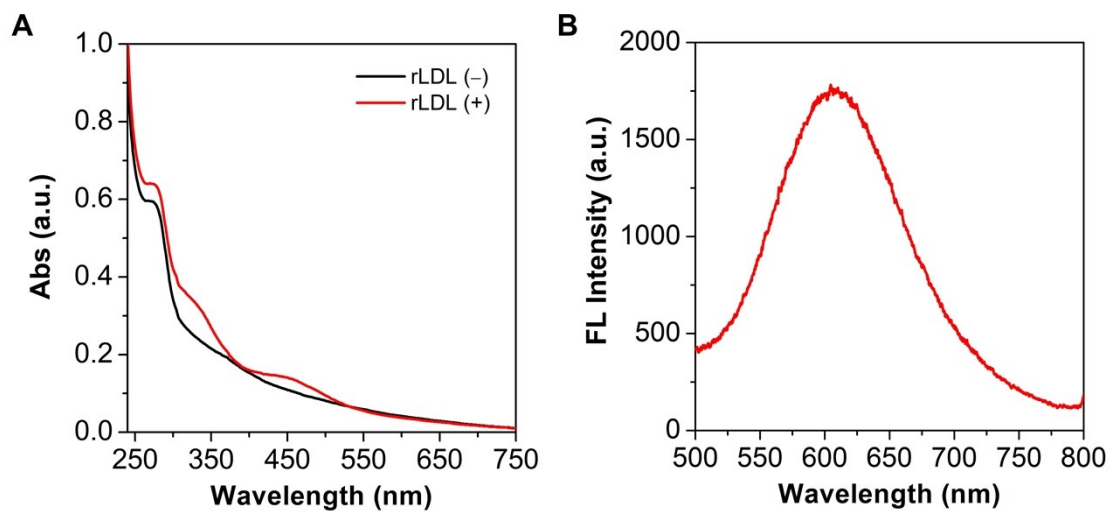 A
Abs (a.u.)
1.0
0.8
0.6
0.4
0.2
0.0
rLDL (−)
rLDL (+)
250 350 450 550 650 750
Wavelength (nm)
B
FL Intensity (a.u.)
2000
1750
1000
500
0
500 550 600 650 700 750 800
Wavelength (nm)